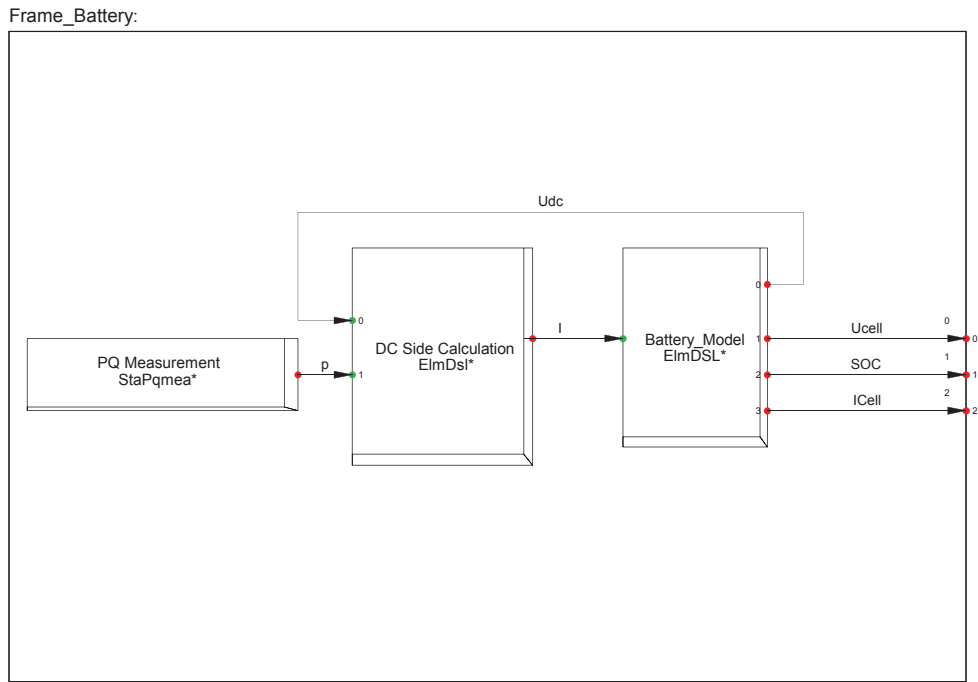 Frame_Battery:
Udc
0
1
PQ Measurement
StaPqmea*
p
DC Side Calculation
ElmDsl*
I
Battery_Model
ElmDSL*
0
1
2
3
Ucell
0
0
SOC
1
1
ICell
2
2